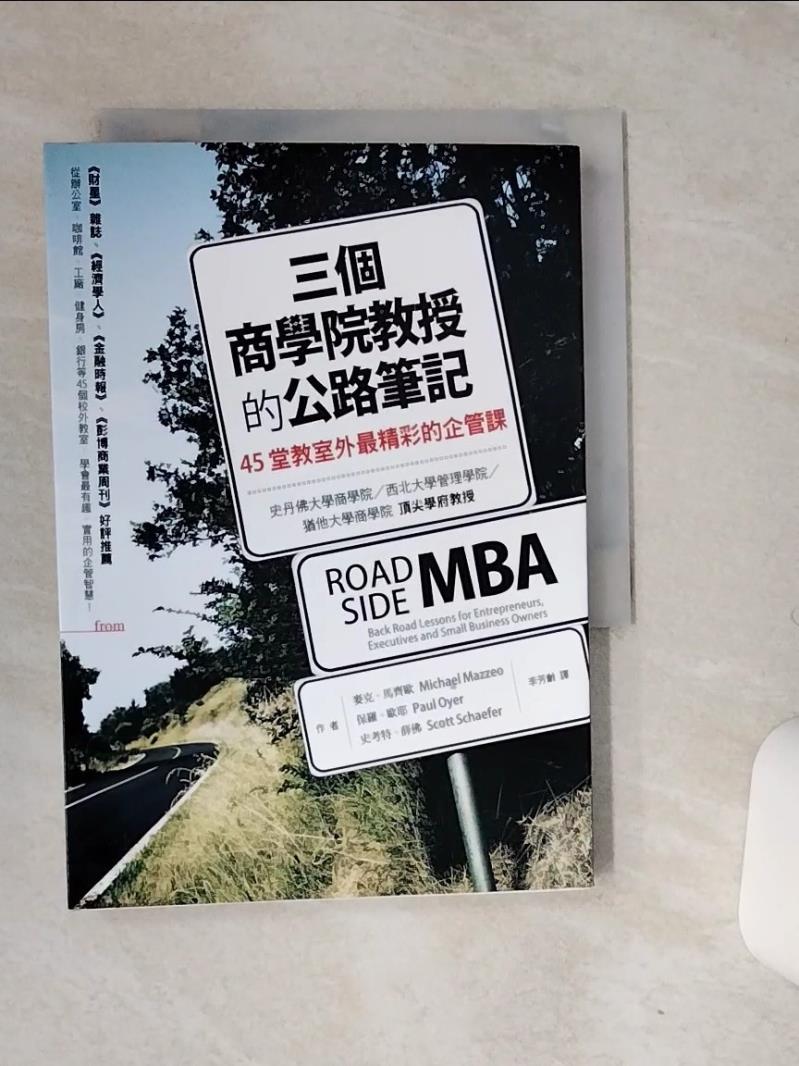 《財星》雜誌、《經濟學人》、《金融時報》、《彭博商業周刊》好評推薦
從辦公室、咖啡館、工廠、健身房、銀行等45個校外教室,學會最有趣、實用的企管智慧!
from
三個
商學院教授
的公路筆記
45堂教室外最精彩的企管課
史丹佛大學商學院/西北大學管理學院/
猶他大學商學院 頂尖學府教授
ROAD SIDE MBA
Back Road Lessons for Entrepreneurs,
Executives and Small Business Owners
作者
麥克・馬齊歐 Michael Mazzeo
保羅・歐耶 Paul Oyer
史考特・薛佛 Scott Schaefer
李芳齡 譯